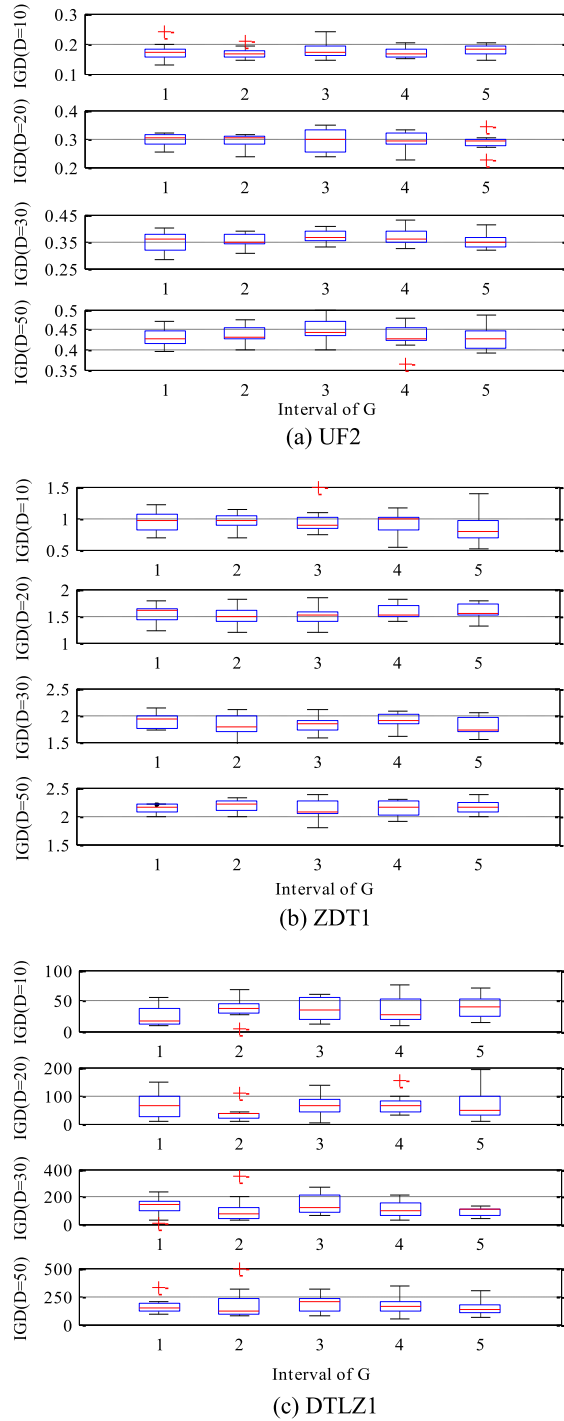 IGD(D=10)
0.3
0.2
0.1
1 2 3 4 5
IGD(D=20)
0.4
0.3
0.2
1 2 3 4 5
IGD(D=30)
0.45
0.35
0.25
1 2 3 4 5
IGD(D=50)
0.5
0.45
0.4
0.35
1 2 3 4 5
Interval of G
(a) UF2
IGD(D=10)
1.5
1
0.5
1 2 3 4 5
IGD(D=20)
2
1.5
1
1 2 3 4 5
IGD(D=30)
2.5
2
1.5
1 2 3 4 5
IGD(D=50)
2.5
2
1.5
1 2 3 4 5
Interval of G
(b) ZDT1
IGD(D=10)
100
50
0
1 2 3 4 5
IGD(D=20)
200
100
0
1 2 3 4 5
IGD(D=30)
400
200
0
1 2 3 4 5
IGD(D=50)
500
250
0
1 2 3 4 5
Interval of G
(c) DTLZ1